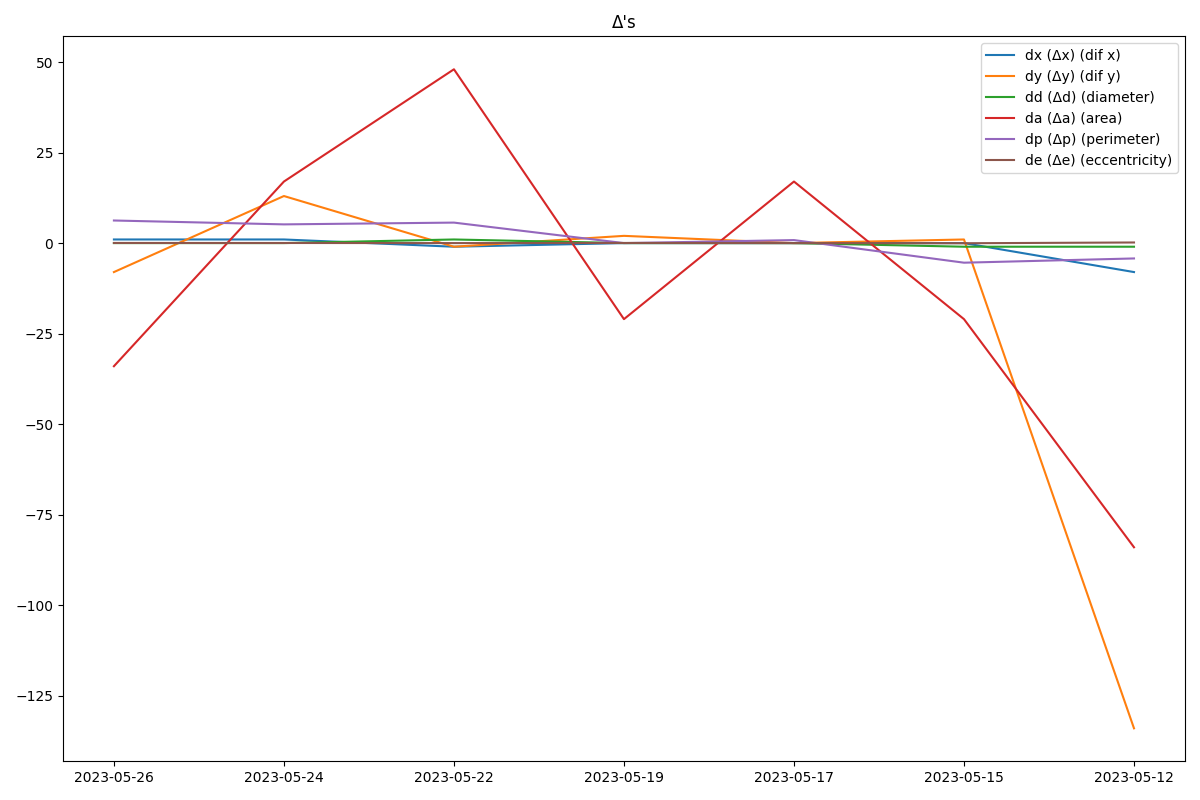 Δ's
dx (Δx) (dif x)
dy (Δy) (dif y)
dd (Δd) (diameter)
da (Δa) (area)
dp (Δp) (perimeter)
de (Δe) (eccentricity)
50
25
0
−25
−50
−75
−100
−125
2023-05-26 2023-05-24 2023-05-22 2023-05-19 2023-05-17 2023-05-15 2023-05-12